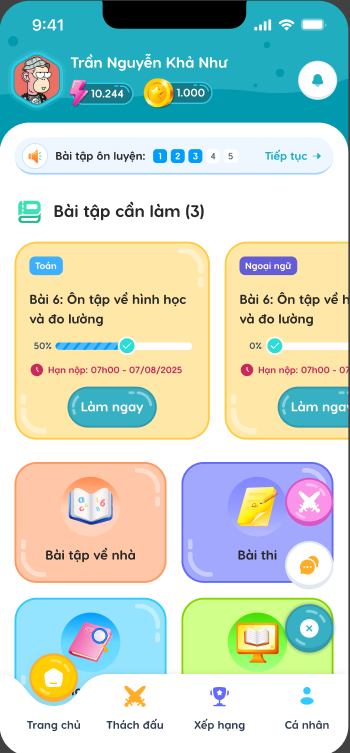 9:41
Trần Nguyễn Khả Như
10.244
1.000
Bài tập ôn luyện: 1 2 3 4 5 Tiếp tục →
Bài tập cần làm (3)
Toán
Bài 6: Ôn tập về hình học
và đo lường
50%
Hạn nộp: 07h00 - 07/08/2025
Làm ngay
Ngoại ngữ
Bài 6: Ôn tập về h
và đo lường
0%
Hạn nộp: 07h00 - 07
Làm ngay
Bài tập về nhà
Bài thi
Trang chủ
Thách đấu
Xếp hạng
Cá nhân